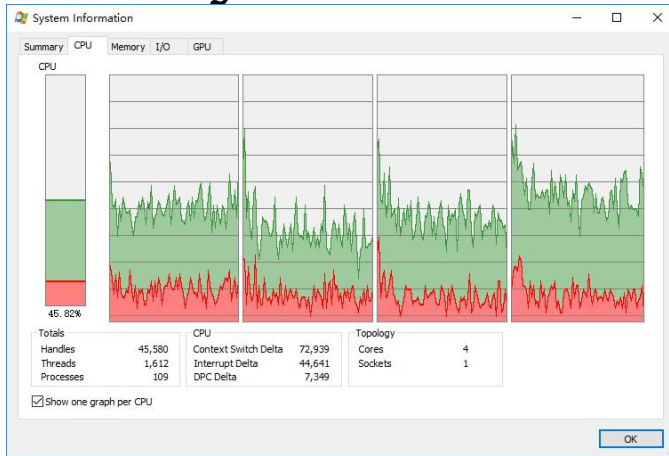 System Information
Summary CPU Memory I/O GPU
CPU
45.82%
Totals CPU Topology
Handles 45,580 Context Switch Delta 72,939 Cores 4
Threads 1,612 Interrupt Delta 44,641 Sockets 1
Processes 109 DPC Delta 7,349
Show one graph per CPU
OK